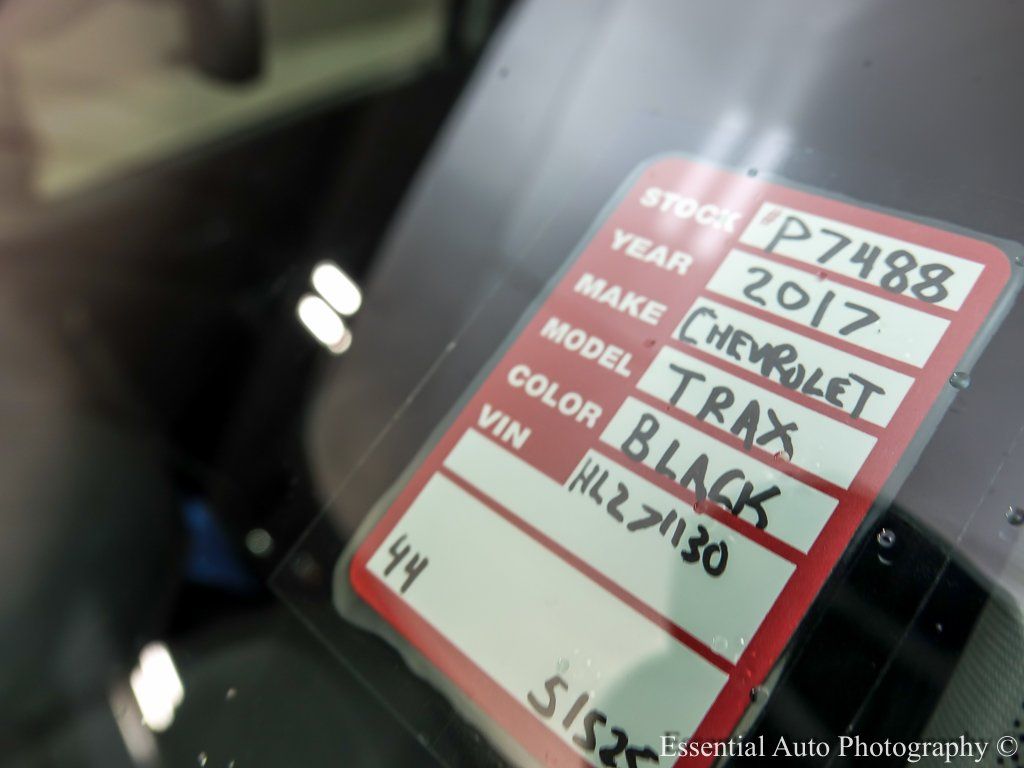 STOCK #P7488
YEAR 2017
MAKE CHEVROLET
MODEL TRAX
COLOR BLACK
VIN HL271130
44
51525
Essential Auto Photography ©